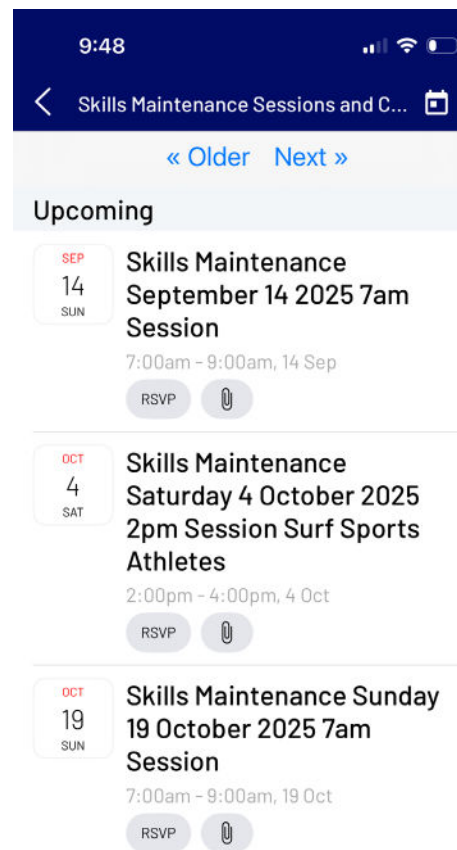 9:48
Skills Maintenance Sessions and C...
« Older Next »
Upcoming
SEP
14
SUN
Skills Maintenance
September 14 2025 7am
Session
7:00am - 9:00am, 14 Sep
RSVP
OCT
4
SAT
Skills Maintenance
Saturday 4 October 2025
2pm Session Surf Sports
Athletes
2:00pm - 4:00pm, 4 Oct
RSVP
OCT
19
SUN
Skills Maintenance Sunday
19 October 2025 7am
Session
7:00am - 9:00am, 19 Oct
RSVP